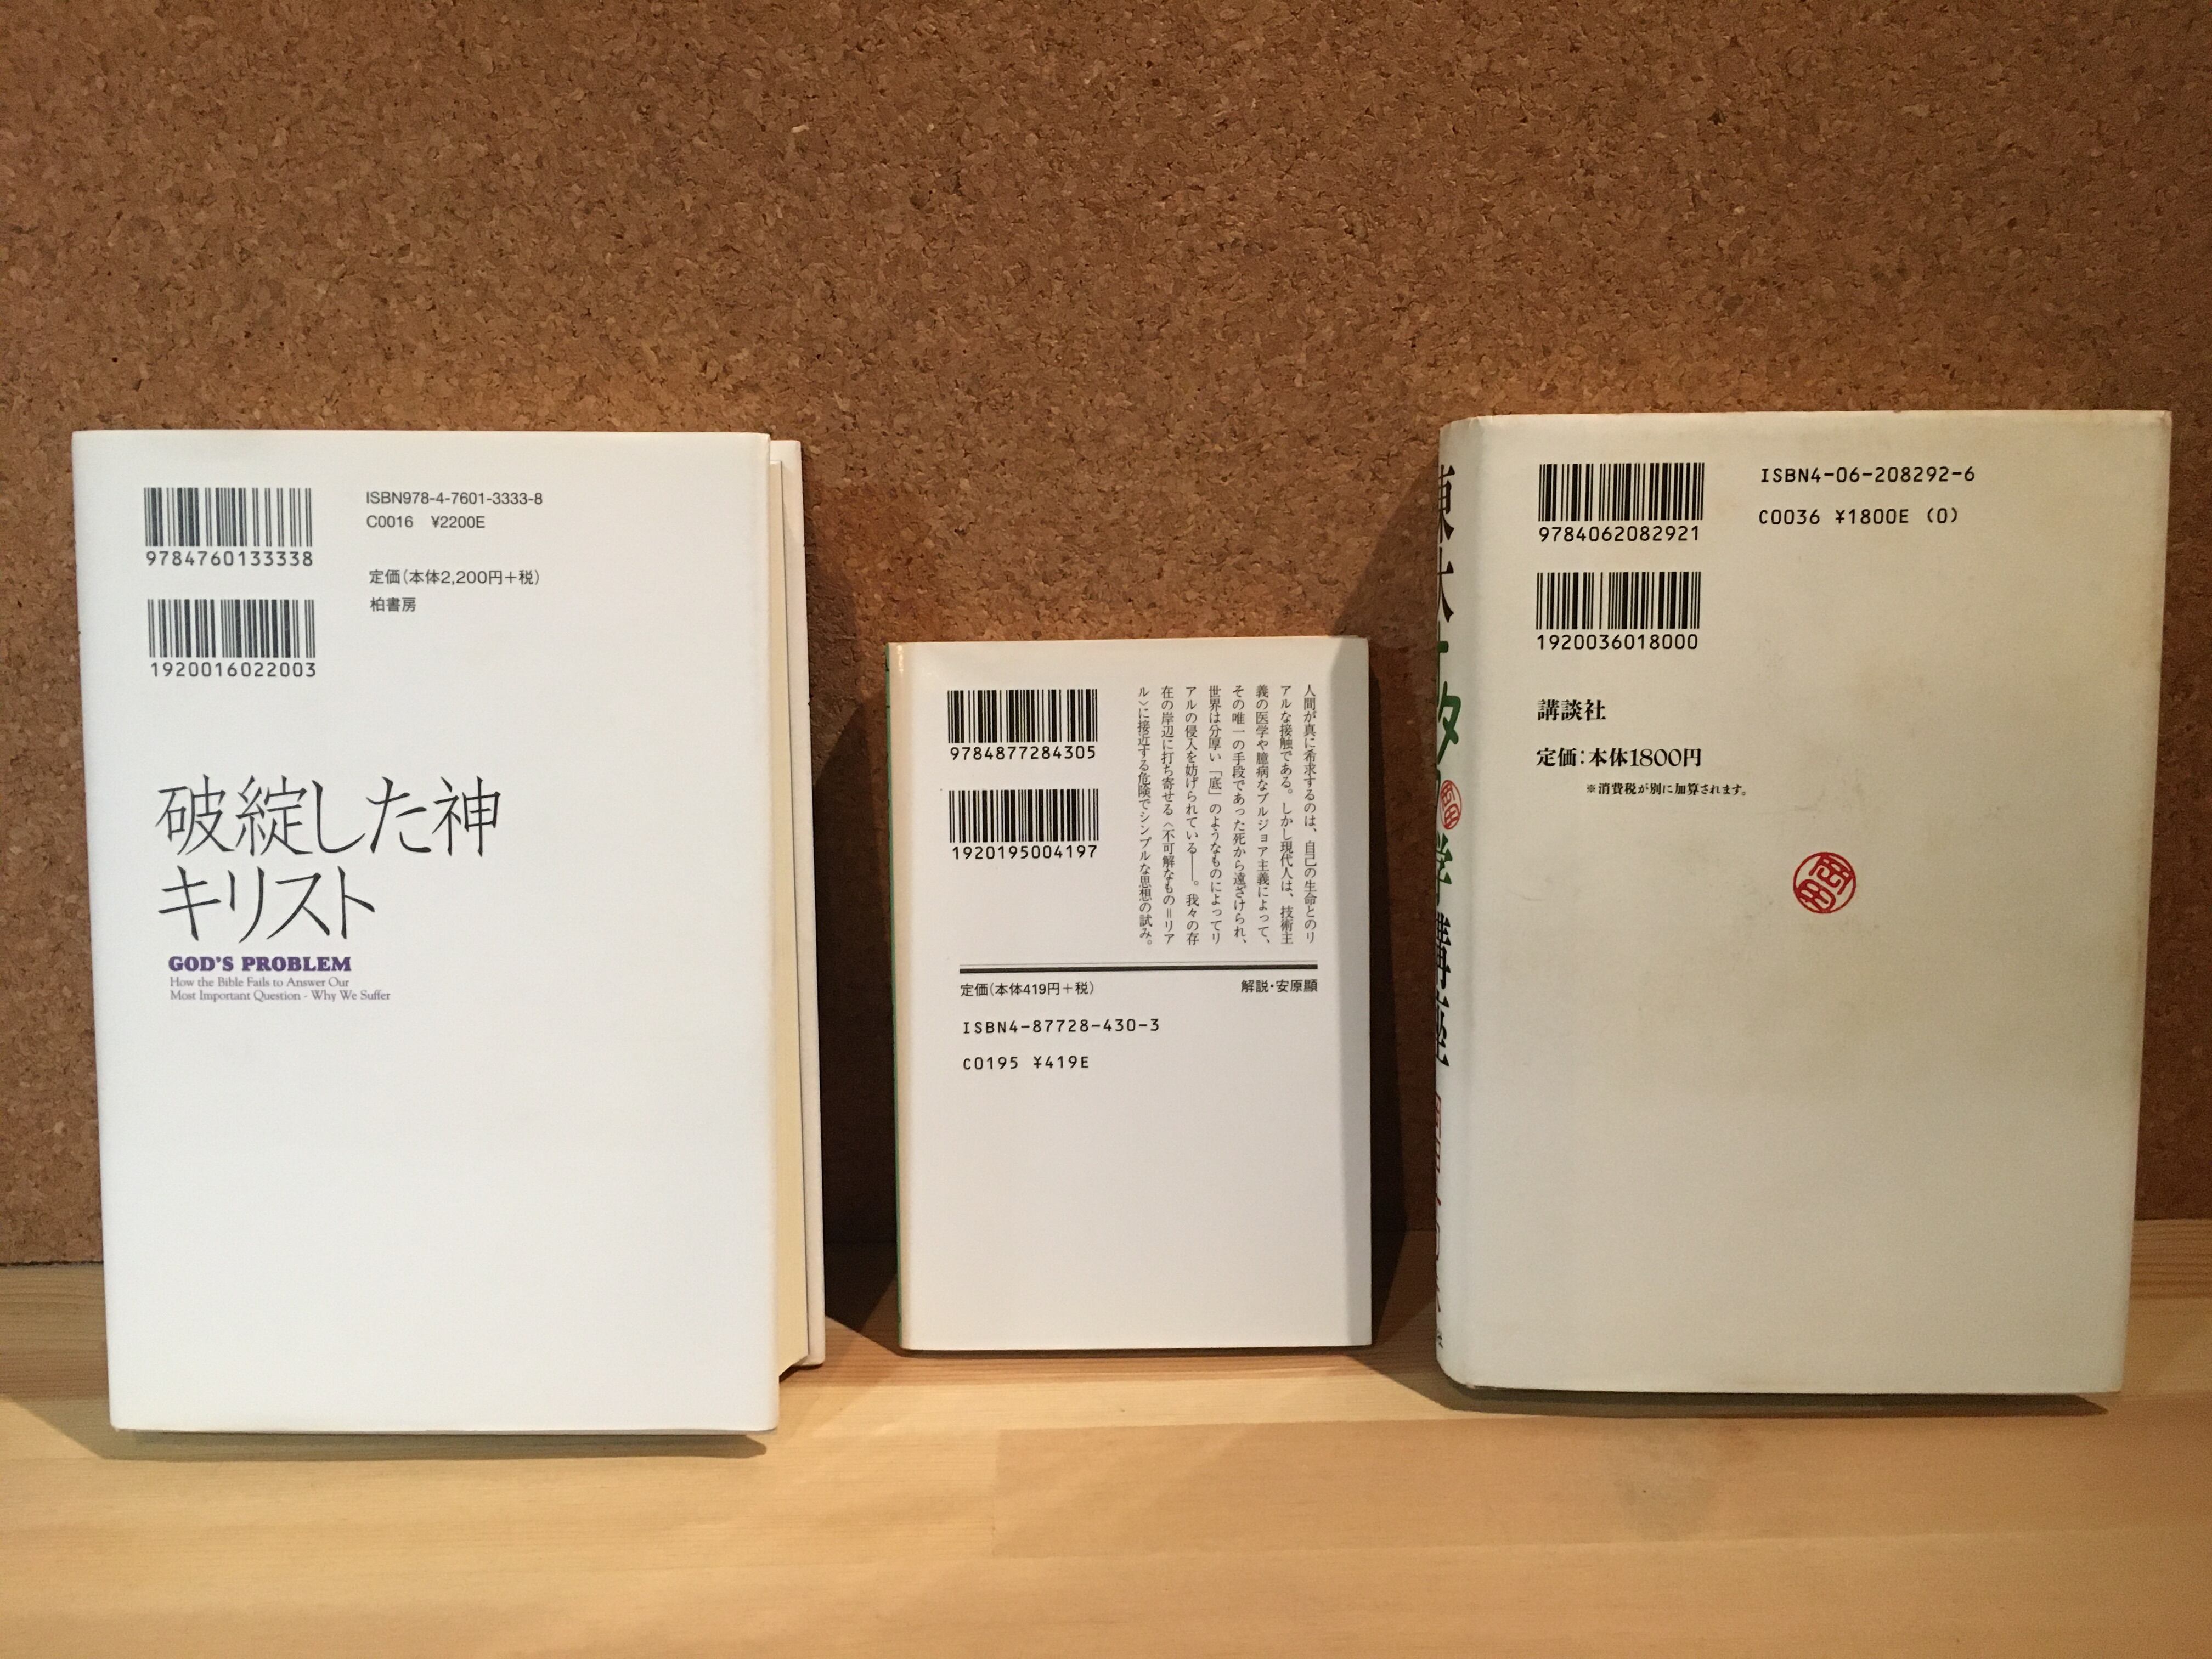 ISBN978-4-7601-3333-8
C0016 ¥2200E
9784760133338
定価(本体2,200円+税)
柏書房
1920016022003
破綻した神
キリスト
GOD'S PROBLEM
How the Bible Fails to Answer Our
Most Important Question - Why We Suffer
9784877284305
1920195004197
人間が真に希求するのは、自己の生命とのリ
アルな接触である。しかし現代人は、技術主
義の医学や臆病なブルジョア主義によって、
その唯一の手段であった死から遠ざけられ、
世界は分厚い「底」のようなものによってリ
アルの侵入を妨げられている——。我々の存
在の岸辺に打ち寄せる〈不可解なもの=リア
ル〉に接近する危険でシンプルな思想の試み。
定価(本体419円+税)
解説・安原顯
ISBN4-87728-430-3
C0195 ¥419E
ISBN4-06-208292-6
C0036 ¥1800E (0)
9784062082921
1920036018000
講談社
定価:本体1800円
※消費税が別に加算されます。